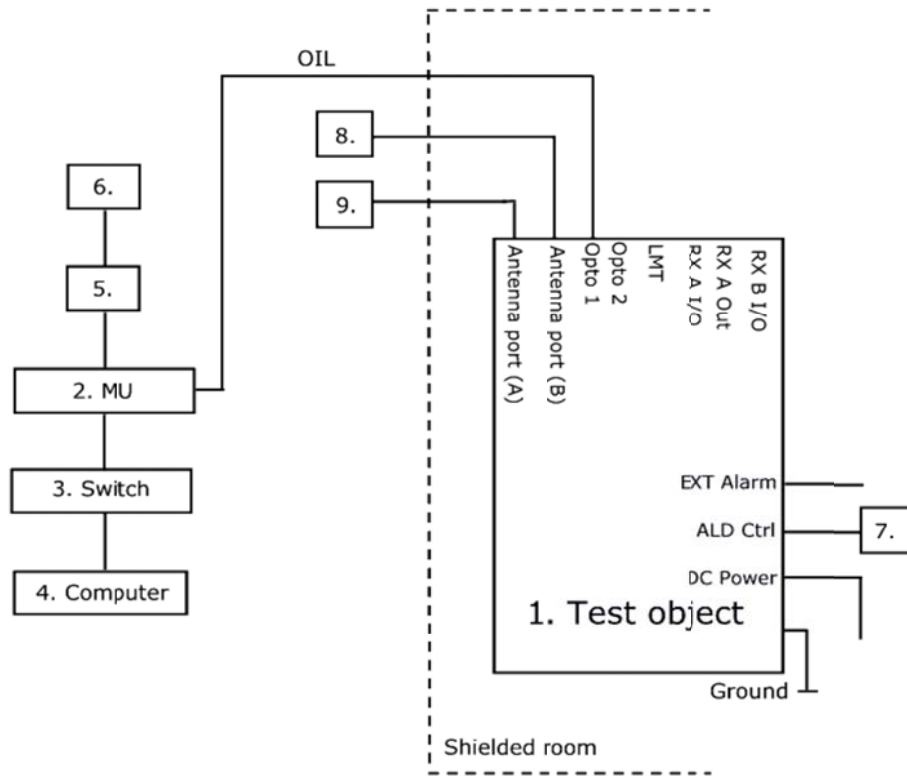 OIL
8.
6.
9.
5.
Antenna port (A)
Antenna port (B)
Opto 1
Opto 2
LMT
RX A I/O
RX A Out
RX B I/O
2. MU
3. Switch
EXT Alarm
ALD Ctrl
7.
DC Power
4. Computer
1. Test object
Ground
Shielded room